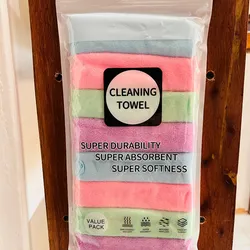 CLEANING
TOWEL
SUPER DURABILITY
SUPER ABSORBENT
SUPER SOFTNESS
VALUE
PACK